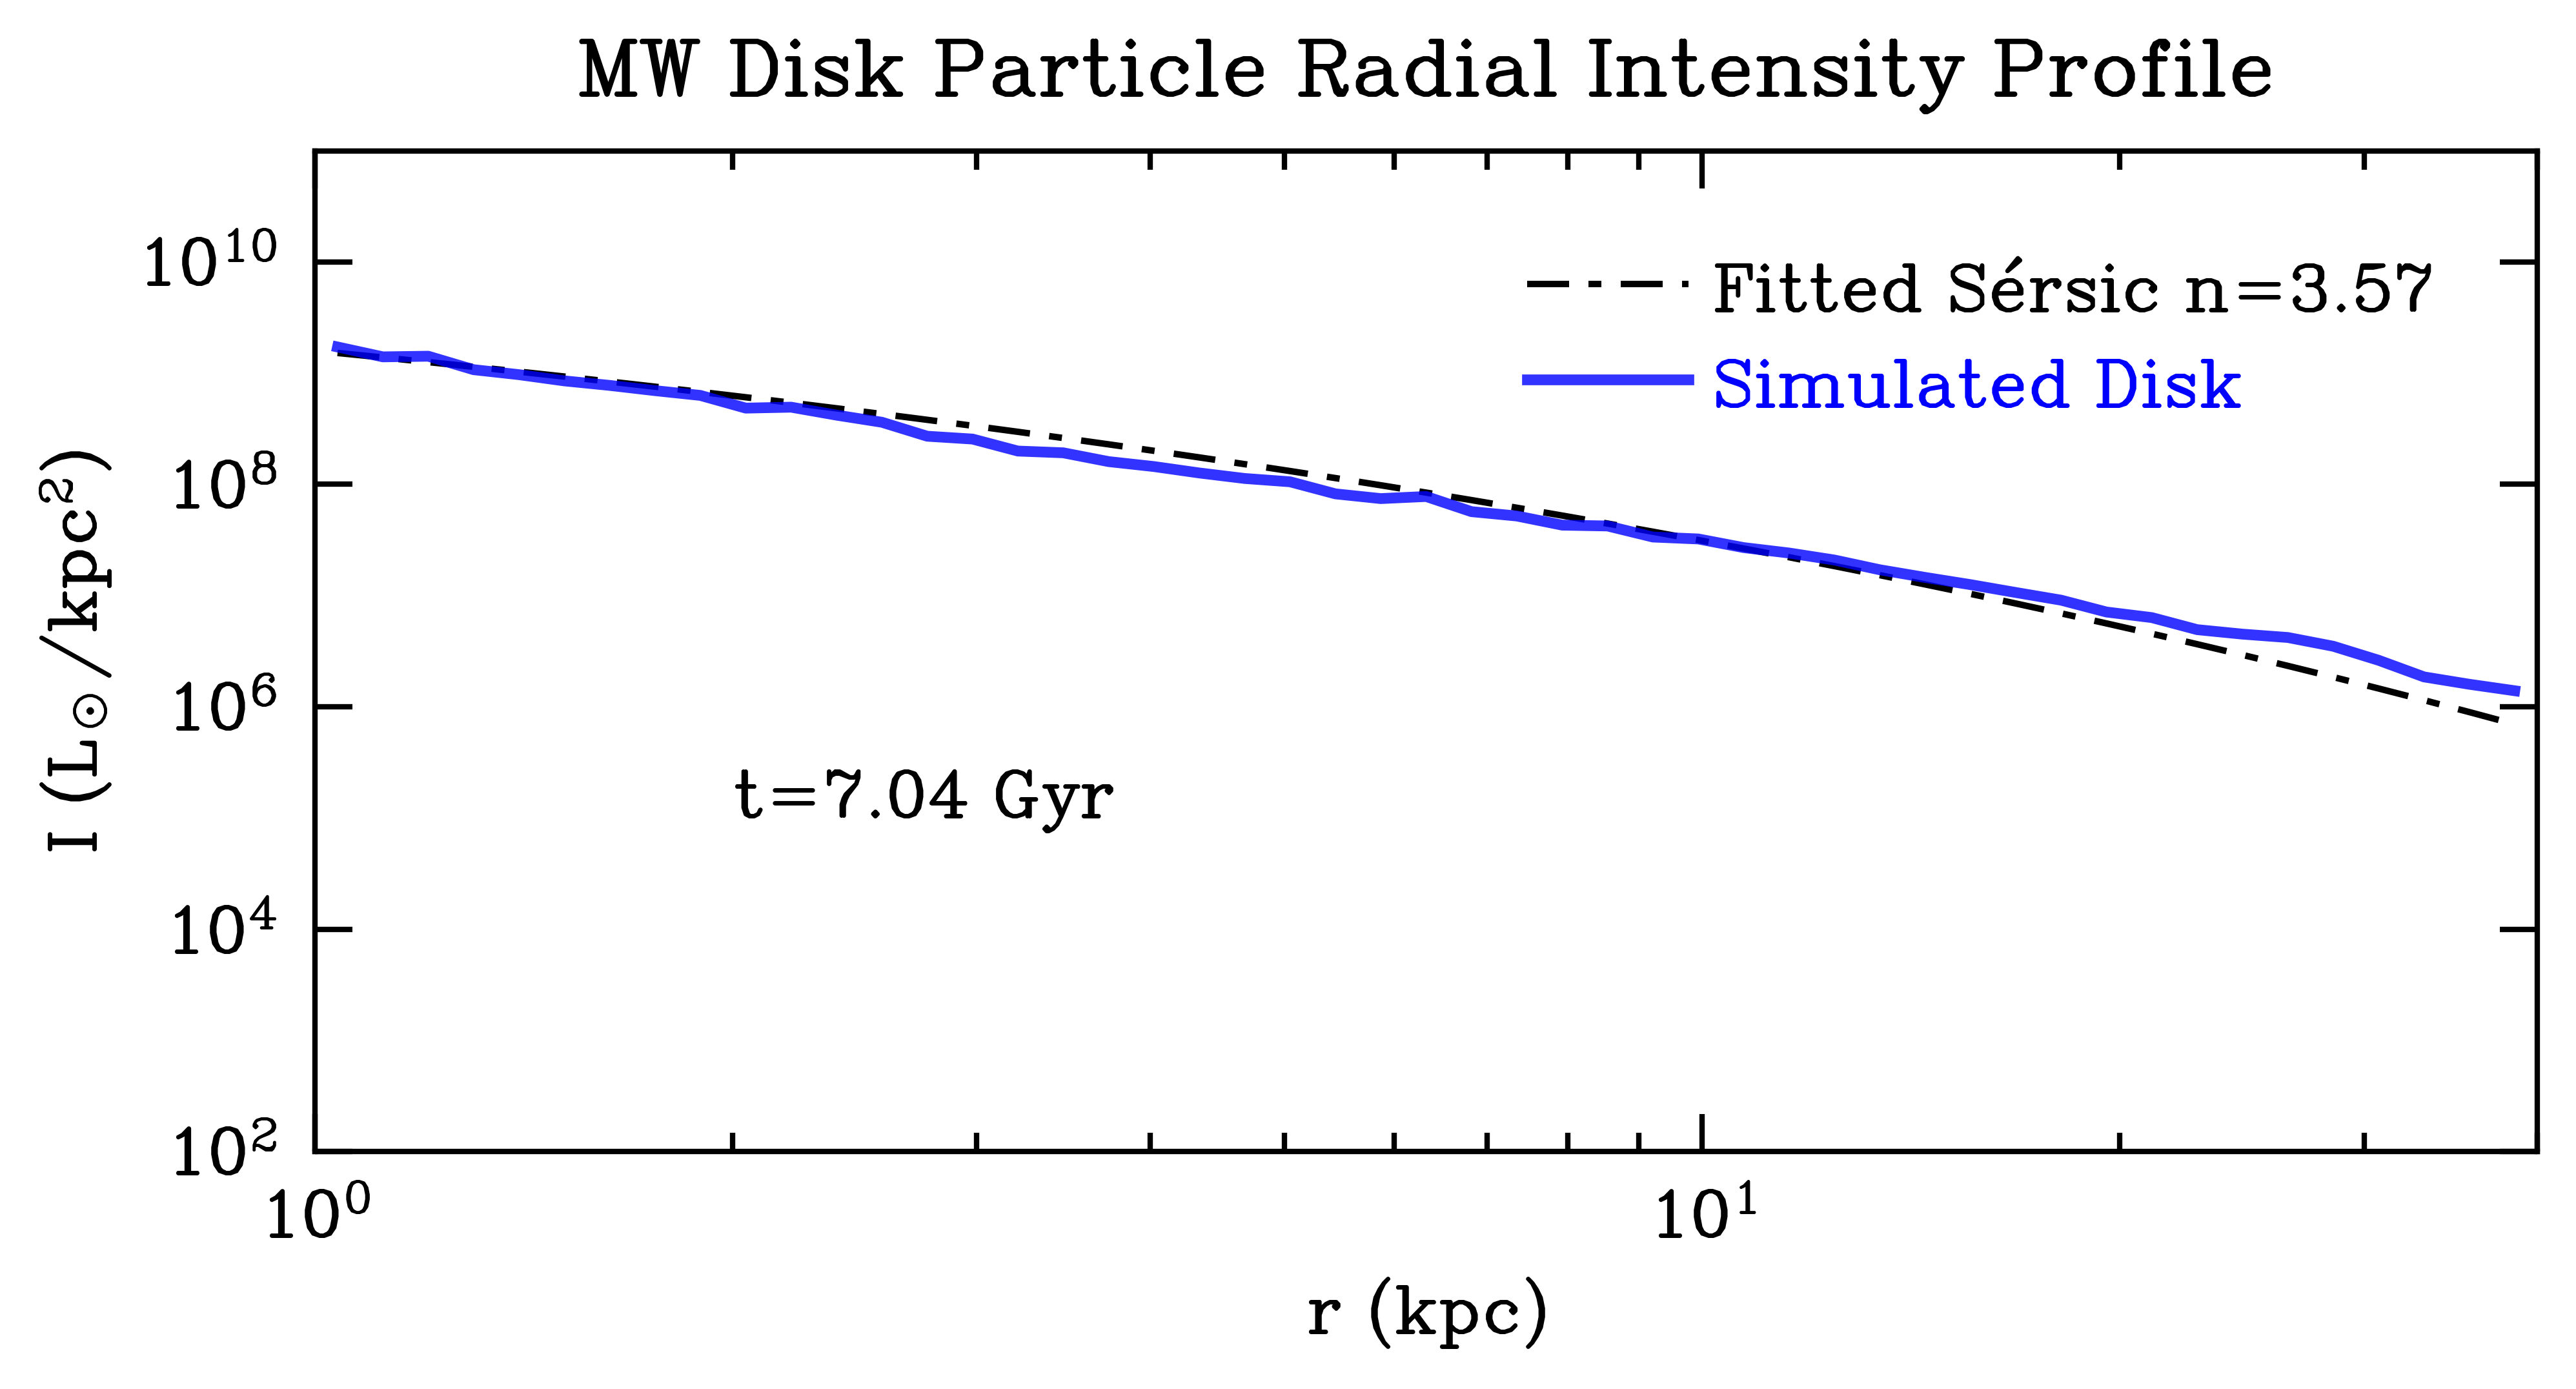 MW Disk Particle Radial Intensity Profile
10¹⁰
10⁸
10⁶
10⁴
10²
I (L☉/kpc²)
Fitted Sérsic n=3.57
Simulated Disk
t=7.04 Gyr
10⁰
10¹
r (kpc)